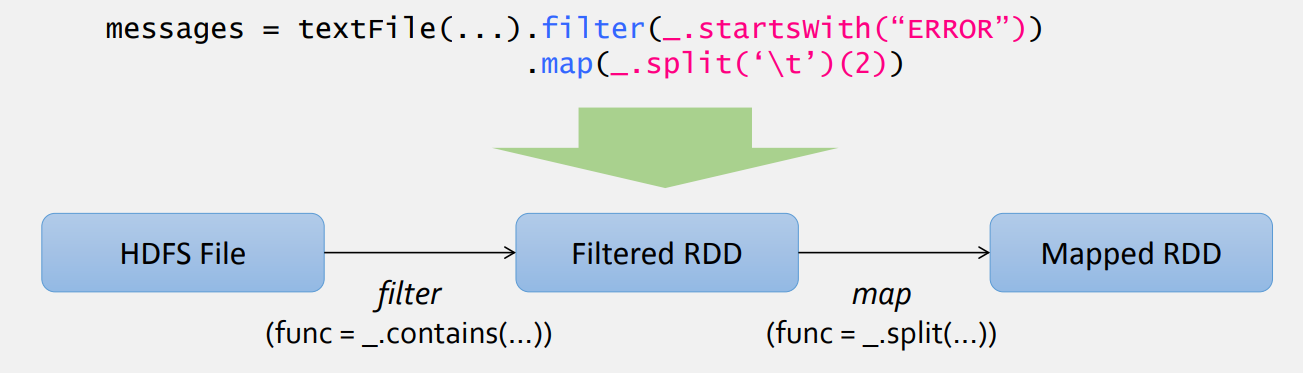 messages = textFile(...).filter(_.startsWith(“ERROR”))
.map(_.split(‘\t’)(2))
HDFS File
Filtered RDD
Mapped RDD
filter
(func = _.contains(...))
map
(func = _.split(...))